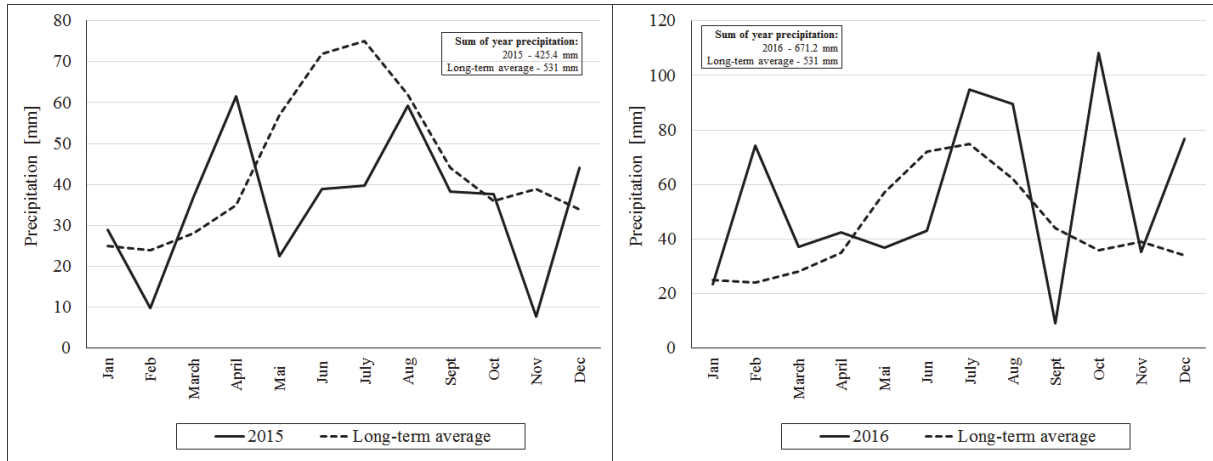 80
70
60
50
40
30
20
10
0
Precipitation [mm]
Sum of year precipitation:
2015 - 425.4 mm
Long-term average - 531 mm
Jan
Feb
March
April
Mai
Jun
July
Aug
Sept
Oct
Nov
Dec
2015
Long-term average
120
100
80
60
40
20
0
Precipitation [mm]
Sum of year precipitation:
2016 - 671.2 mm
Long-term average - 531 mm
Jan
Feb
March
April
Mai
Jun
July
Aug
Sept
Oct
Nov
Dec
2016
Long-term average